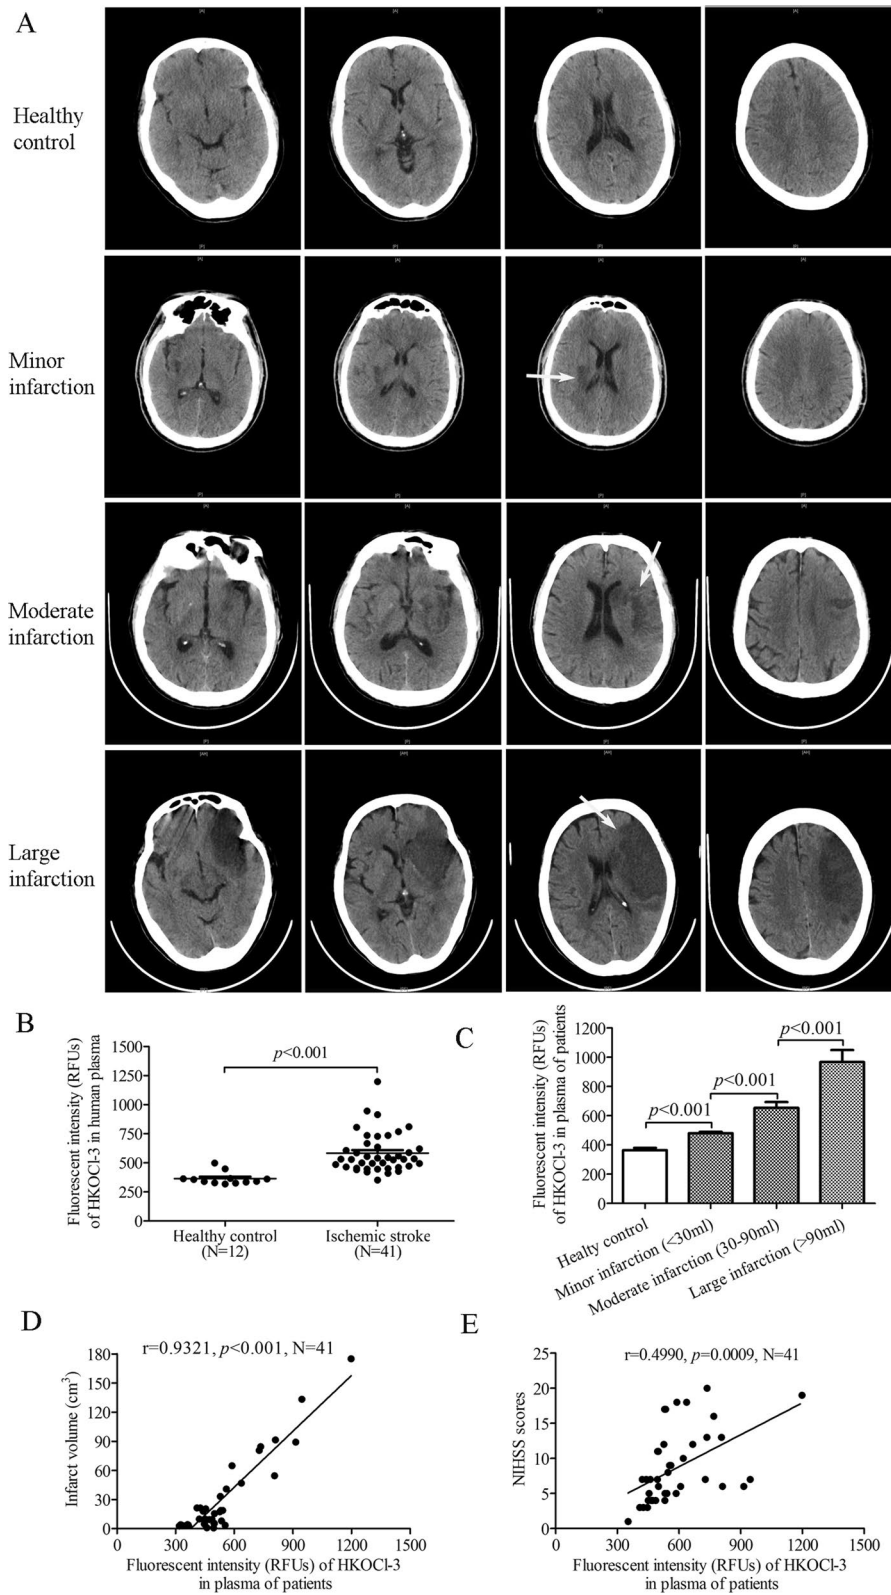 A
Healthy
control
Minor
infarction
Moderate
infarction
Large
infarction
B
Fluorescent intensity (RFUs)
of HKOCl-3 in human plasma
1500
1250
1000
750
500
250
0
p<0.001
Healthy control
(N=12)
Ischemic stroke
(N=41)
C
Fluorescent intensity (RFUs)
of HKOCl-3 in plasma of patients
1200
1000
800
600
400
200
0
p<0.001
p<0.001
p<0.001
Healty control
Minor infarction (<30ml)
Moderate infarction (30-90ml)
Large infarction (>90ml)
D
r=0.9321, p<0.001, N=41
Infarct volume (cm³)
180
150
120
90
60
30
0
0 300 600 900 1200 1500
Fluorescent intensity (RFUs) of HKOCl-3
in plasma of patients
E
r=0.4990, p=0.0009, N=41
NIHSS scores
25
20
15
10
5
0
0 300 600 900 1200 1500
Fluorescent intensity (RFUs) of HKOCl-3
in plasma of patients